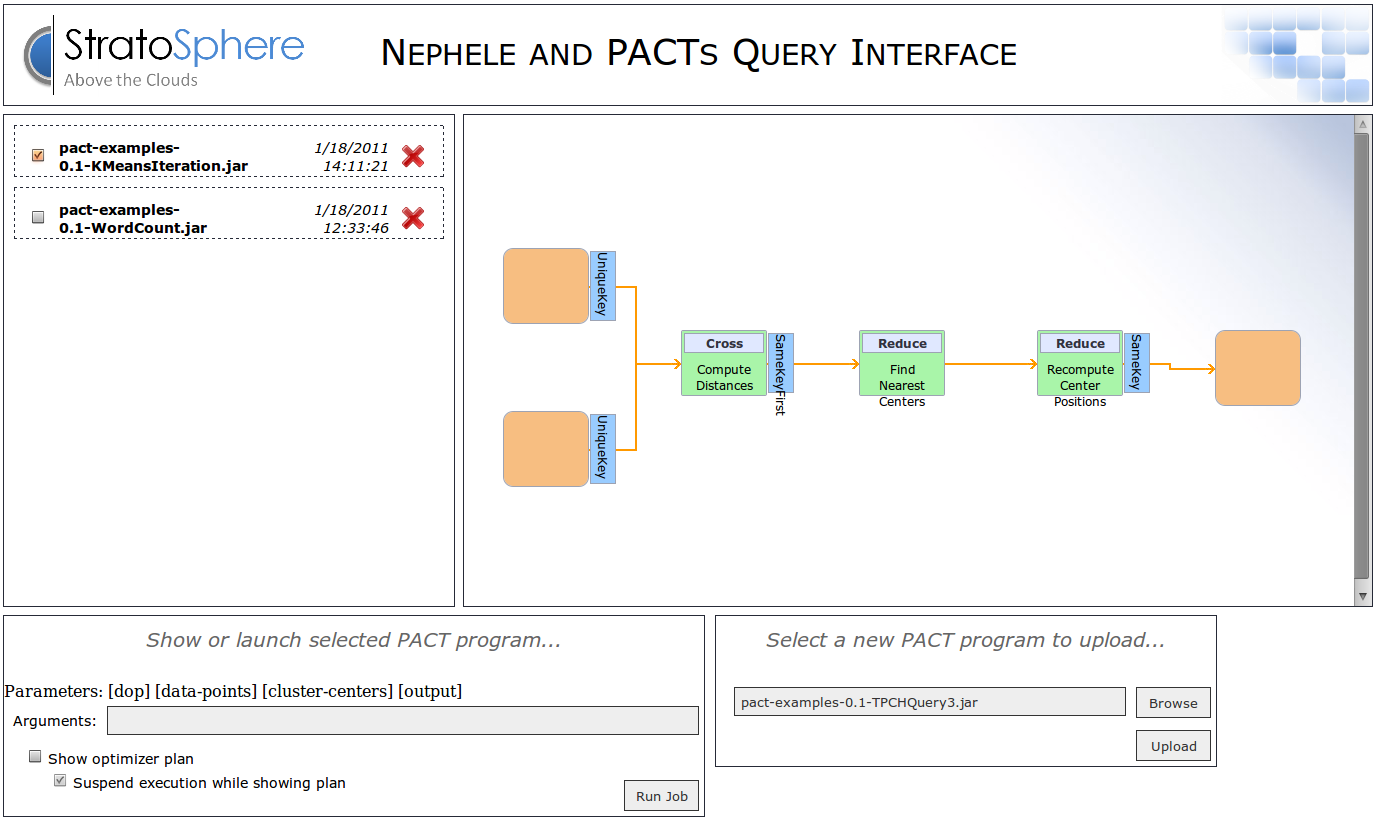 StratoSphere
Above the Clouds
NEPHELE AND PACTS QUERY INTERFACE
pact-examples-
0.1-KMeansIteration.jar
1/18/2011
14:11:21
pact-examples-
0.1-WordCount.jar
1/18/2011
12:33:46
UniqueKey
UniqueKey
Cross
Compute
Distances
SameKeyFirst
Reduce
Find
Nearest
Centers
Reduce
Recompute
Center
Positions
SameKey
Show or launch selected PACT program...
Parameters: [dop] [data-points] [cluster-centers] [output]
Arguments:
Show optimizer plan
Suspend execution while showing plan
Run Job
Select a new PACT program to upload...
pact-examples-0.1-TPCHQuery3.jar
Browse
Upload